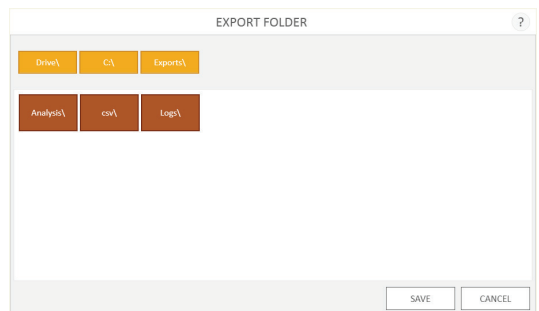 EXPORT FOLDER ?
Drive\ C:\ Exports\
Analysis\ csv\ Logs\
SAVE CANCEL